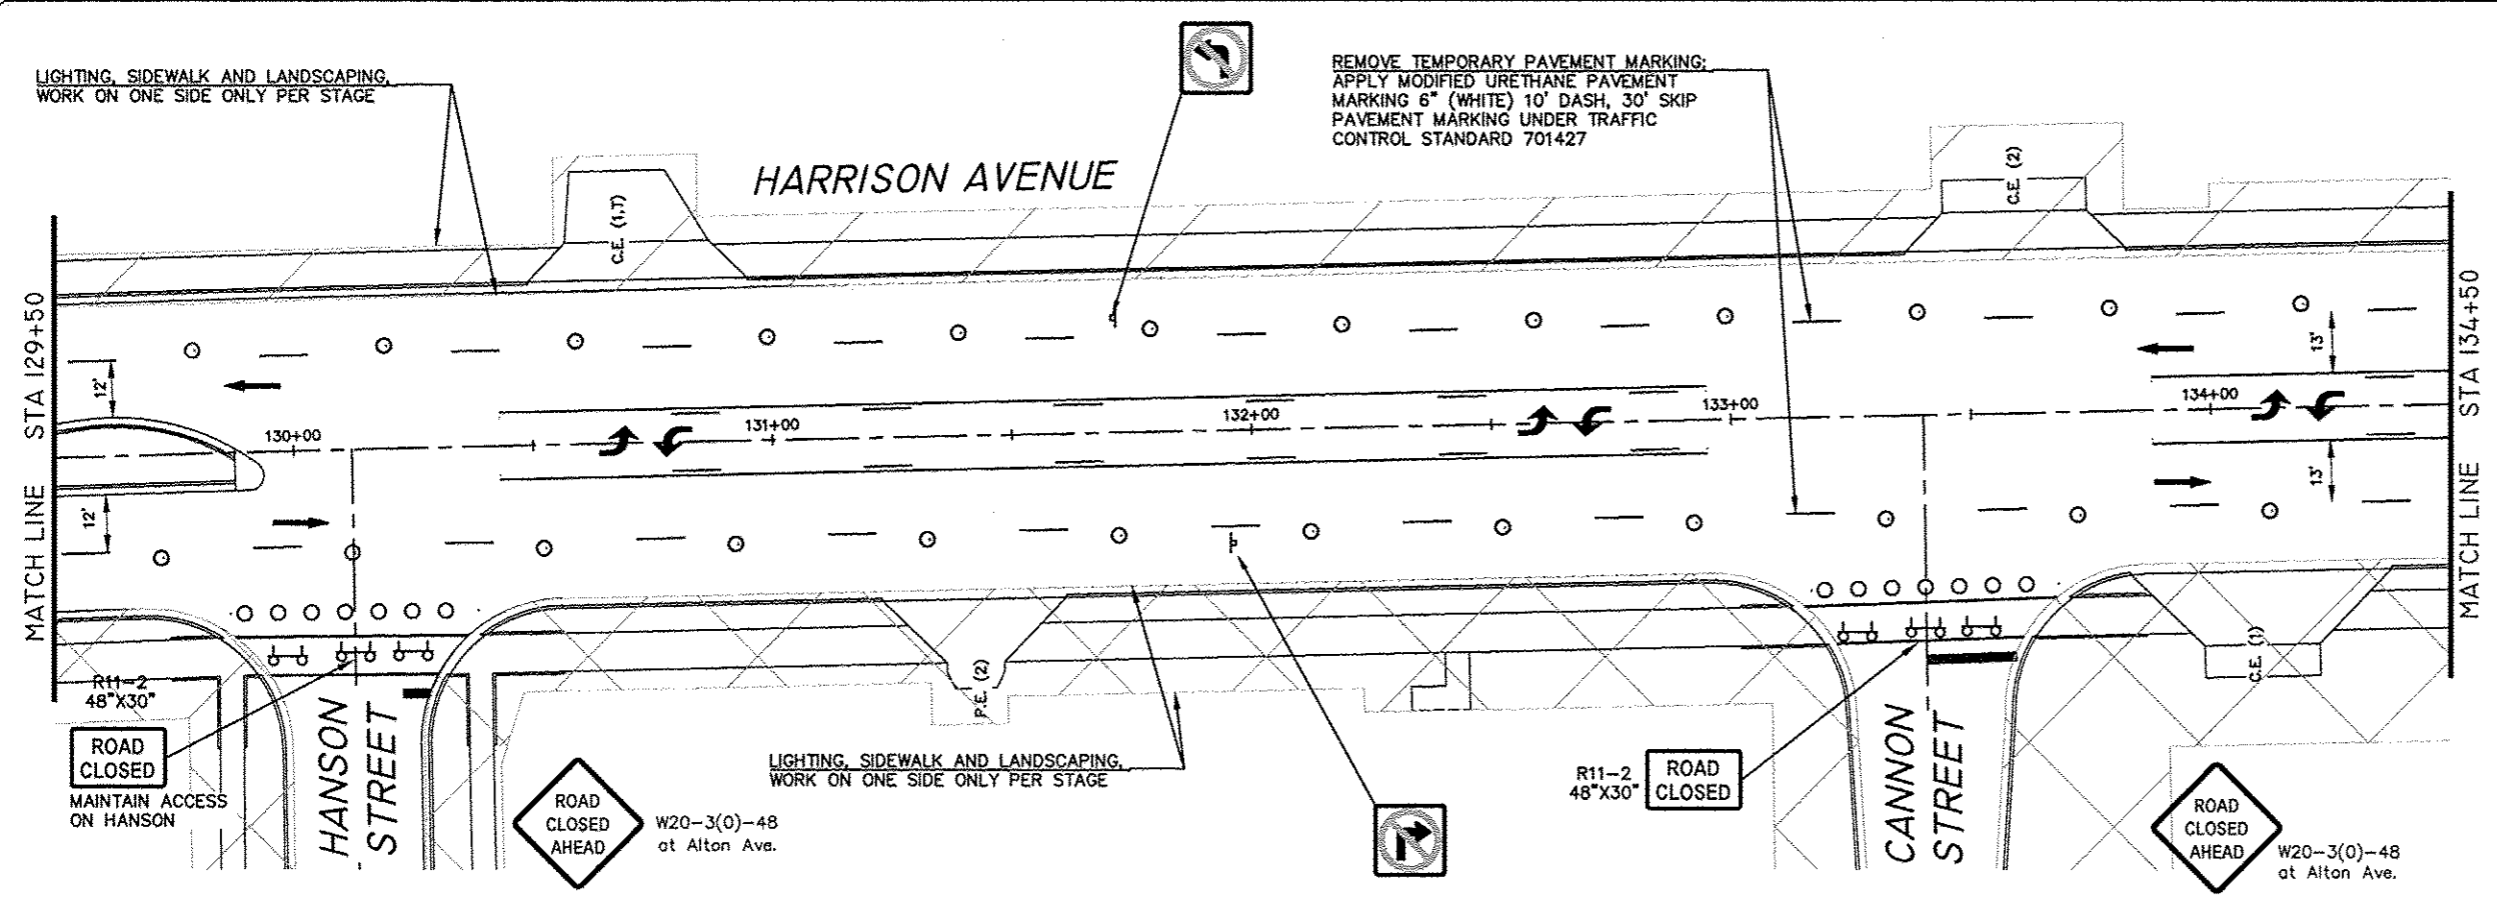 LIGHTING, SIDEWALK AND LANDSCAPING,
WORK ON ONE SIDE ONLY PER STAGE
REMOVE TEMPORARY PAVEMENT MARKING;
APPLY MODIFIED URETHANE PAVEMENT
MARKING 6" (WHITE) 10' DASH, 30' SKIP
PAVEMENT MARKING UNDER TRAFFIC
CONTROL STANDARD 701427
HARRISON AVENUE
C.E. (1,T)
C.E. (2)
MATCH LINE STA 129+50
MATCH LINE STA 134+50
12'
13'
130+00
131+00
132+00
133+00
134+00
12'
13'
R11-2
48"X30"
ROAD
CLOSED
MAINTAIN ACCESS
ON HANSON
HANSON
STREET
ROAD
CLOSED
AHEAD
W20-3(0)-48
at Alton Ave.
P.E. (2)
LIGHTING, SIDEWALK AND LANDSCAPING,
WORK ON ONE SIDE ONLY PER STAGE
R11-2
48"X30"
ROAD
CLOSED
CANNON
STREET
C.E. (1)
ROAD
CLOSED
AHEAD
W20-3(0)-48
at Alton Ave.